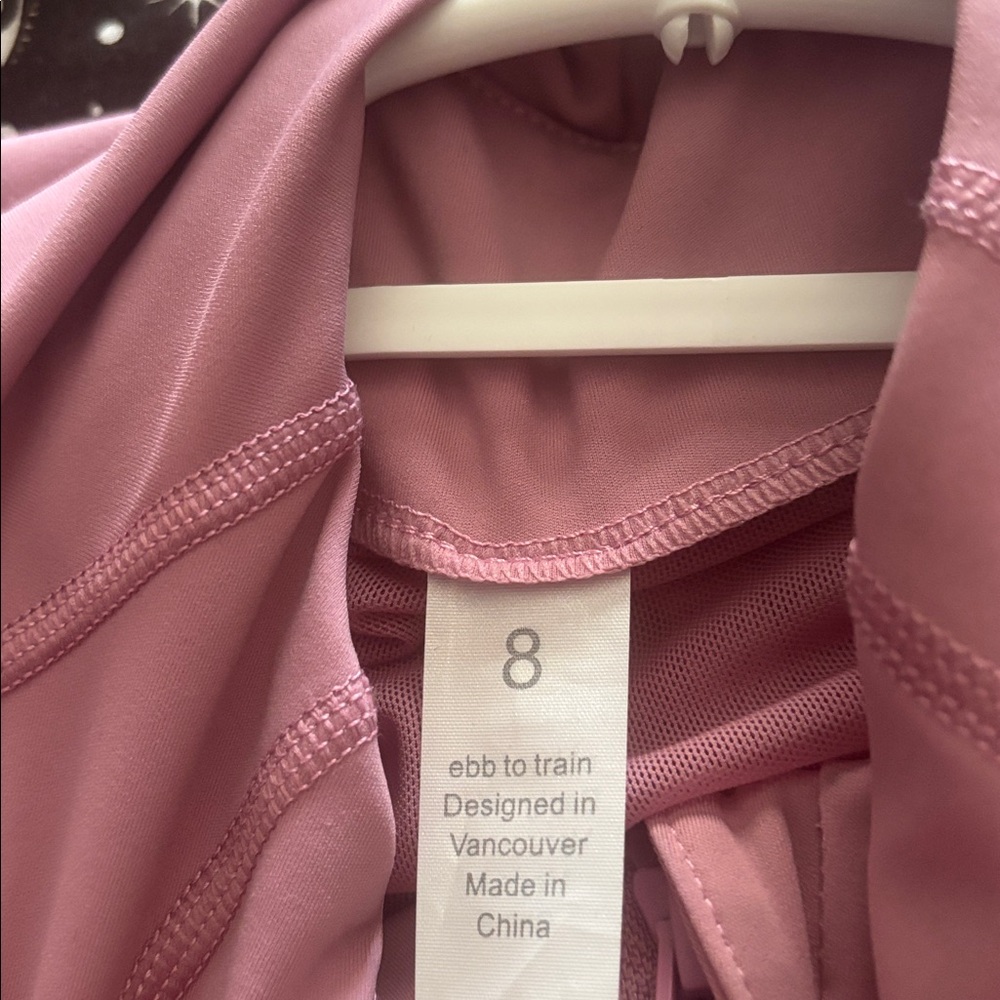 8
ebb to train
Designed in
Vancouver
Made in
China